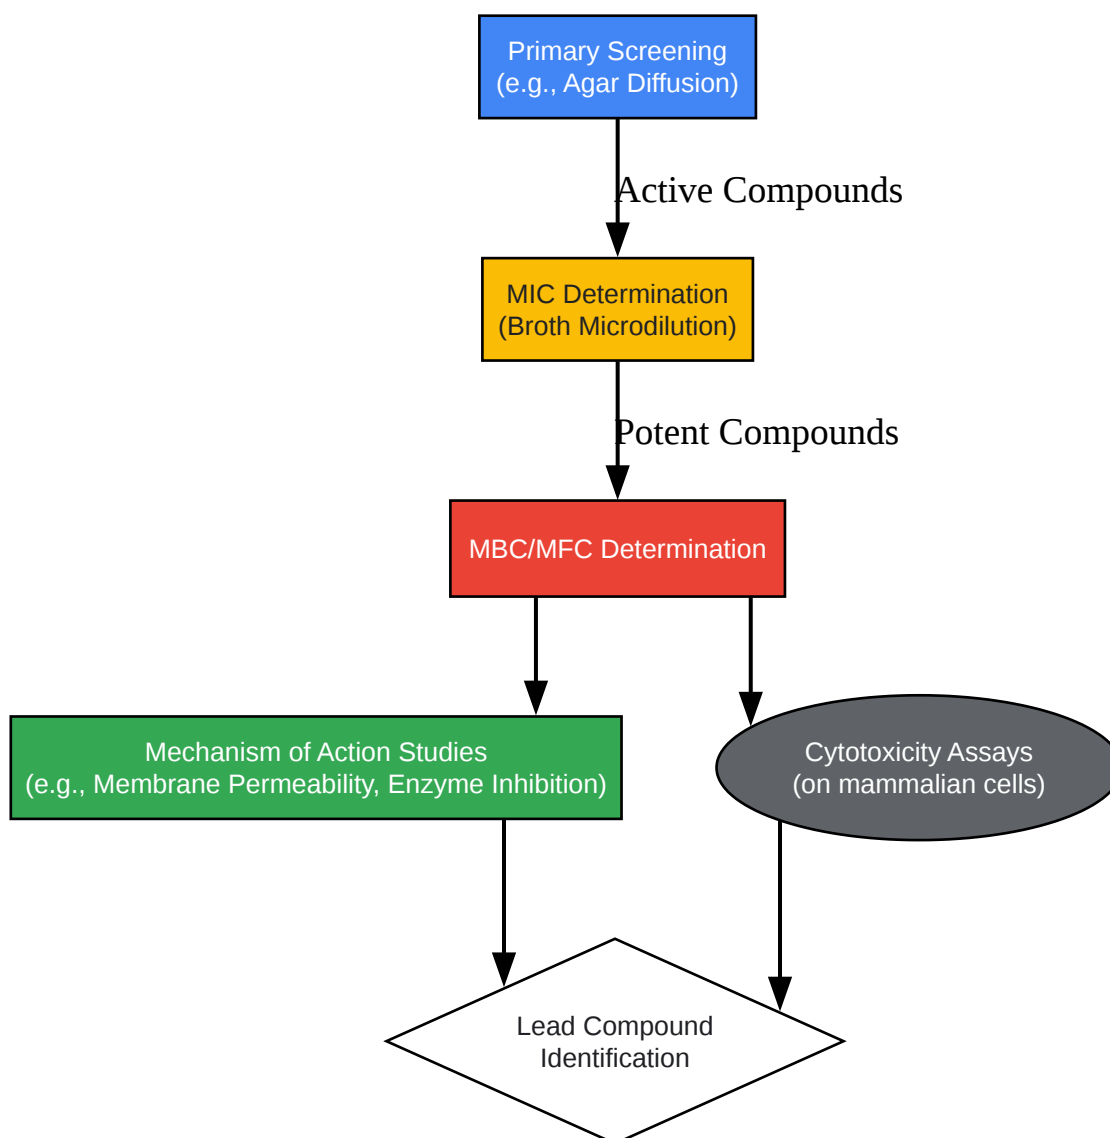 Primary Screening
(e.g., Agar Diffusion)
Active Compounds
MIC Determination
(Broth Microdilution)
Potent Compounds
MBC/MFC Determination
Mechanism of Action Studies
(e.g., Membrane Permeability, Enzyme Inhibition)
Cytotoxicity Assays
(on mammalian cells)
Lead Compound
Identification